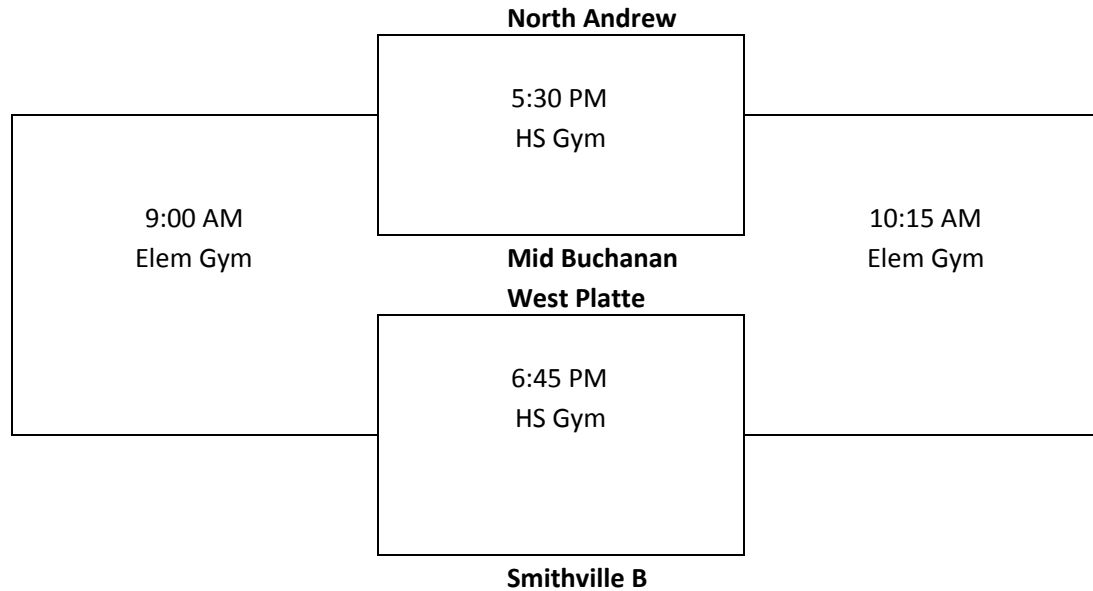 North Andrew
5:30 PM
HS Gym
9:00 AM
Elem Gym
10:15 AM
Elem Gym
Mid Buchanan
West Platte
6:45 PM
HS Gym
Smithville B